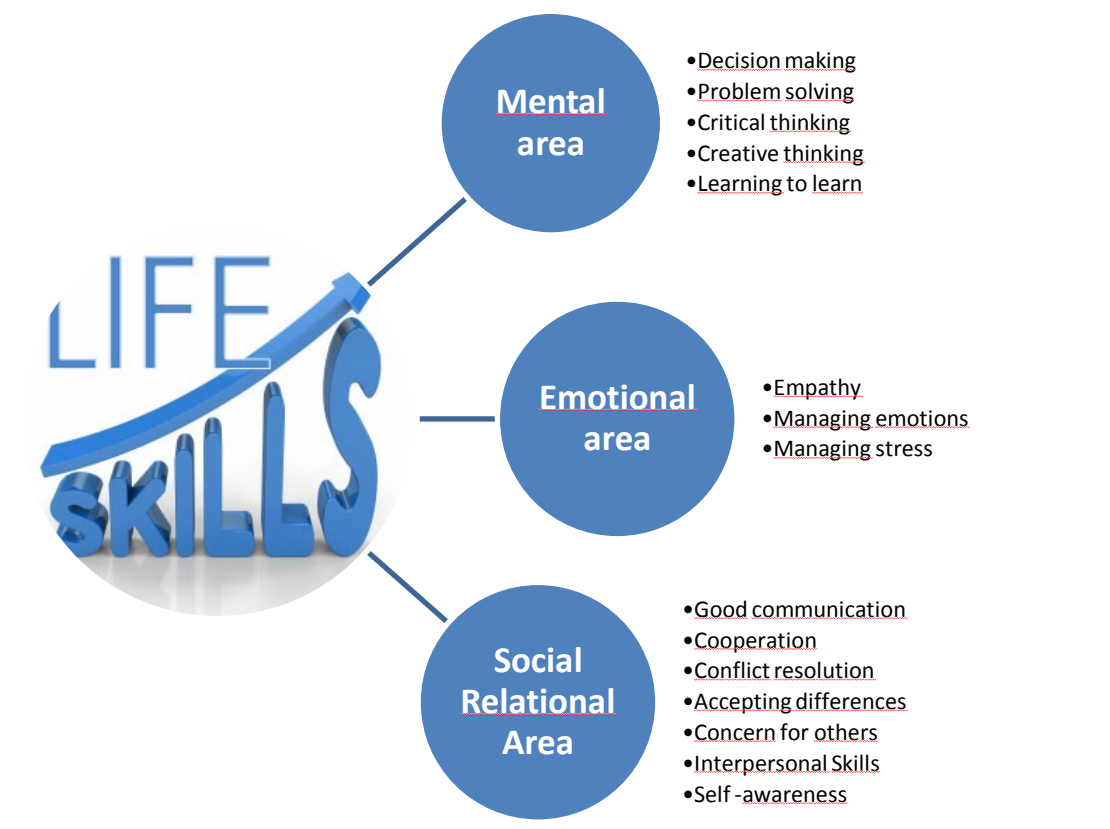 LIFE
SKILLS
Mental
area
•Decision making
•Problem solving
•Critical thinking
•Creative thinking
•Learning to learn
Emotional
area
•Empathy
•Managing emotions
•Managing stress
Social
Relational
Area
•Good communication
•Cooperation
•Conflict resolution
•Accepting differences
•Concern for others
•Interpersonal Skills
•Self -awareness